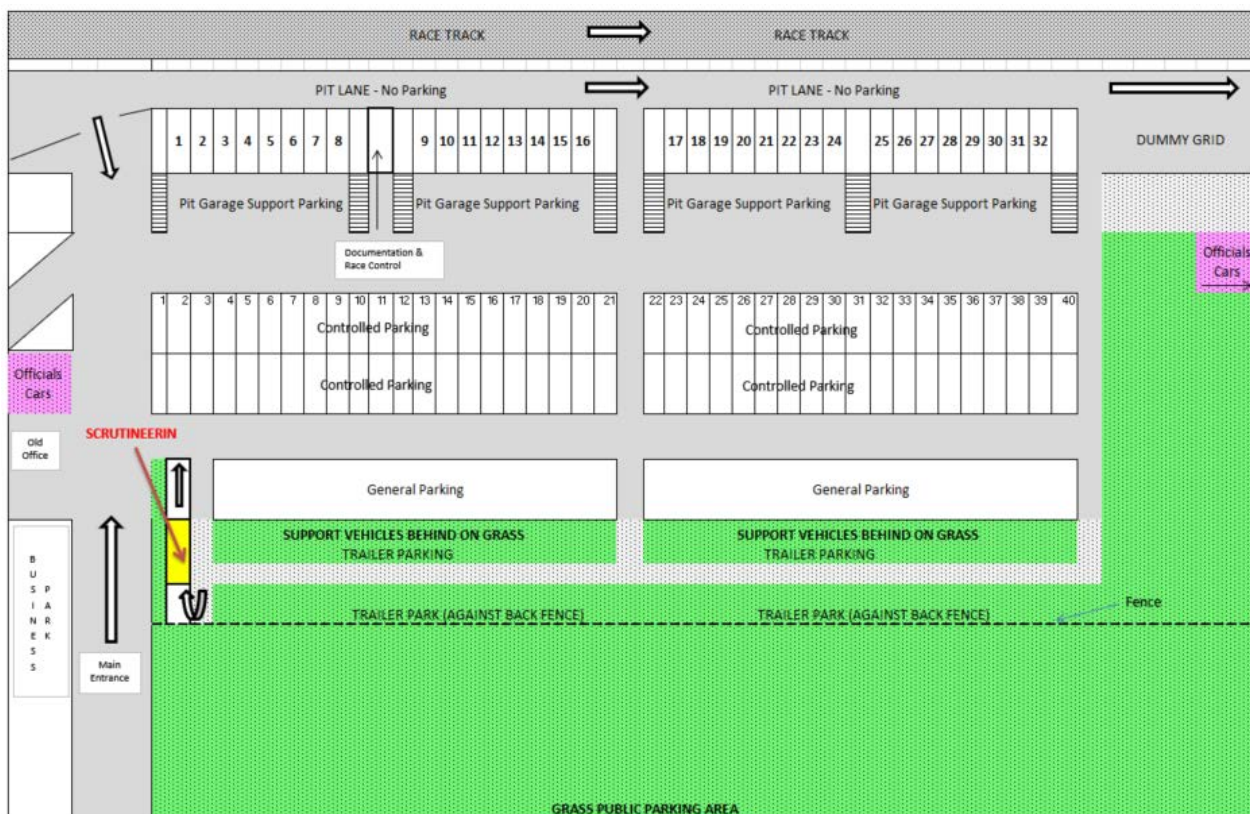 RACE TRACK
RACE TRACK
PIT LANE - No Parking
PIT LANE - No Parking
1 2 3 4 5 6 7 8
9 10 11 12 13 14 15 16
17 18 19 20 21 22 23 24
25 26 27 28 29 30 31 32
DUMMY GRID
Pit Garage Support Parking
Pit Garage Support Parking
Pit Garage Support Parking
Pit Garage Support Parking
Documentation &
Race Control
Officials
Cars
1 2 3 4 5 6 7 8 9 10 11 12 13 14 15 16 17 18 19 20 21
22 23 24 25 26 27 28 29 30 31 32 33 34 35 36 37 38 39 40
Controlled Parking
Controlled Parking
Controlled Parking
Controlled Parking
Officials
Cars
Old
Office
SCRUTINEERIN
General Parking
General Parking
SUPPORT VEHICLES BEHIND ON GRASS
TRAILER PARKING
SUPPORT VEHICLES BEHIND ON GRASS
TRAILER PARKING
BUSINESS
PARK
TRAILER PARK (AGAINST BACK FENCE)
TRAILER PARK (AGAINST BACK FENCE)
Fence
Main
Entrance
GRASS PUBLIC PARKING AREA